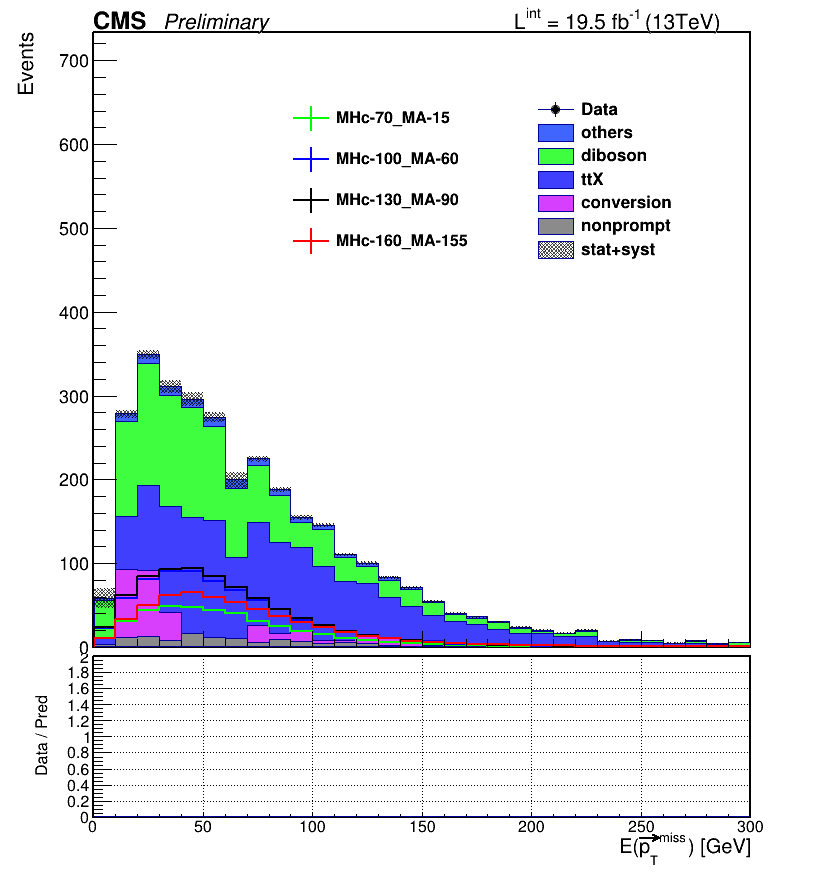 CMS Preliminary L^int = 19.5 fb^-1 (13TeV)
Events
700
600
500
400
300
200
100
0
MHc-70_MA-15
MHc-100_MA-60
MHc-130_MA-90
MHc-160_MA-155
Data
others
diboson
ttX
conversion
nonprompt
stat+syst
Data / Pred
2
1.8
1.6
1.4
1.2
1
0.8
0.6
0.4
0.2
0
0 50 100 150 200 250 300
E(p⃗_T^miss) [GeV]